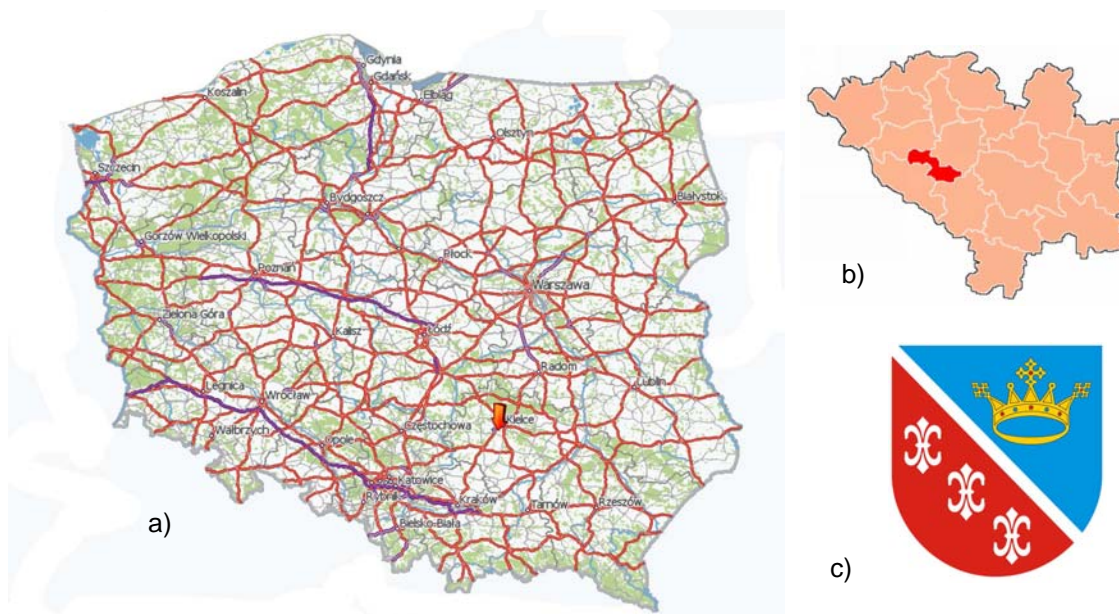 Gdynia
Gdańsk
Koszalin
Elbląg
Olsztyn
Szczecin
Bydgoszcz
Białystok
Gorzów Wielkopolski
Płock
Poznań
Warszawa
Zielona Góra
Kalisz
Łódź
Radom
Lublin
Legnica
Wrocław
Kielce
Częstochowa
Wałbrzych
Opole
Katowice
Rybnik
Kraków
Tarnów
Rzeszów
Bielsko-Biała
a)
b)
c)